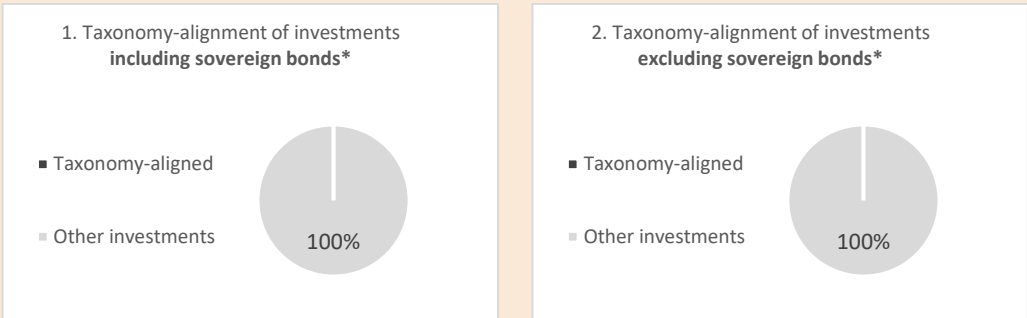 1. Taxonomy-alignment of investments
including sovereign bonds*
Taxonomy-aligned
Other investments
100%
2. Taxonomy-alignment of investments
excluding sovereign bonds*
Taxonomy-aligned
Other investments
100%